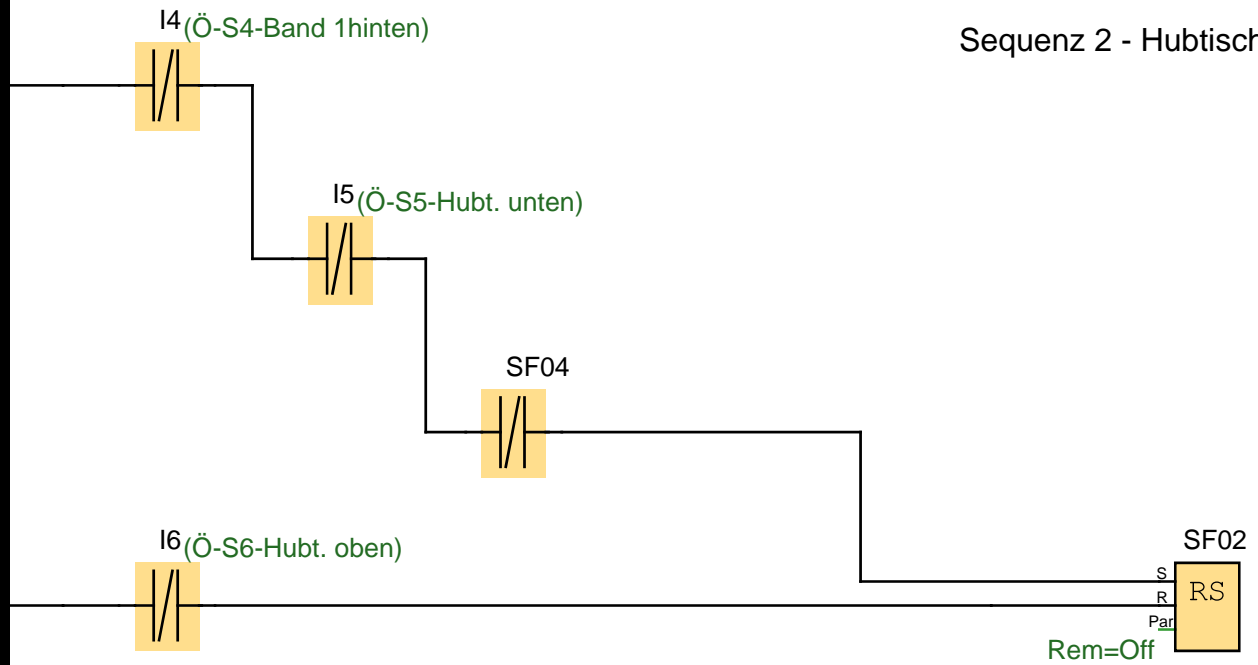 I4 (Ö-S4-Band 1hinten)
Sequenz 2 - Hubtisch
I5 (Ö-S5-Hubt. unten)
SF04
I6 (Ö-S6-Hubt. oben)
SF02
S
RS
R
Par
Rem=Off